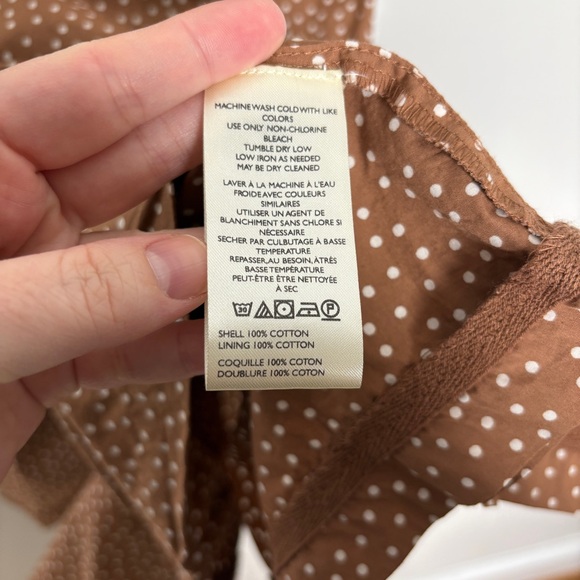 MACHINE WASH COLD WITH LIKE
COLORS
USE ONLY NON-CHLORINE
BLEACH
TUMBLE DRY LOW
LOW IRON AS NEEDED
MAY BE DRY CLEANED
LAVER À LA MACHINE À L'EAU
FROIDE AVEC COULEURS
SIMILAIRES
UTILISER UN AGENT DE
BLANCHIMENT SANS CHLORE SI
NÉCESSAIRE
SECHER PAR CULBUTAGE À BASSE
TEMPERATURE
REPASSER, AU BESOIN, À TRÈS
BASSE TEMPÉRATURE
PEUT-ÊTRE ÊTRE NETTOYÉE
À SEC
30 P
SHELL 100% COTTON
LINING 100% COTTON
COQUILLE 100% COTON
DOUBLURE 100% COTON